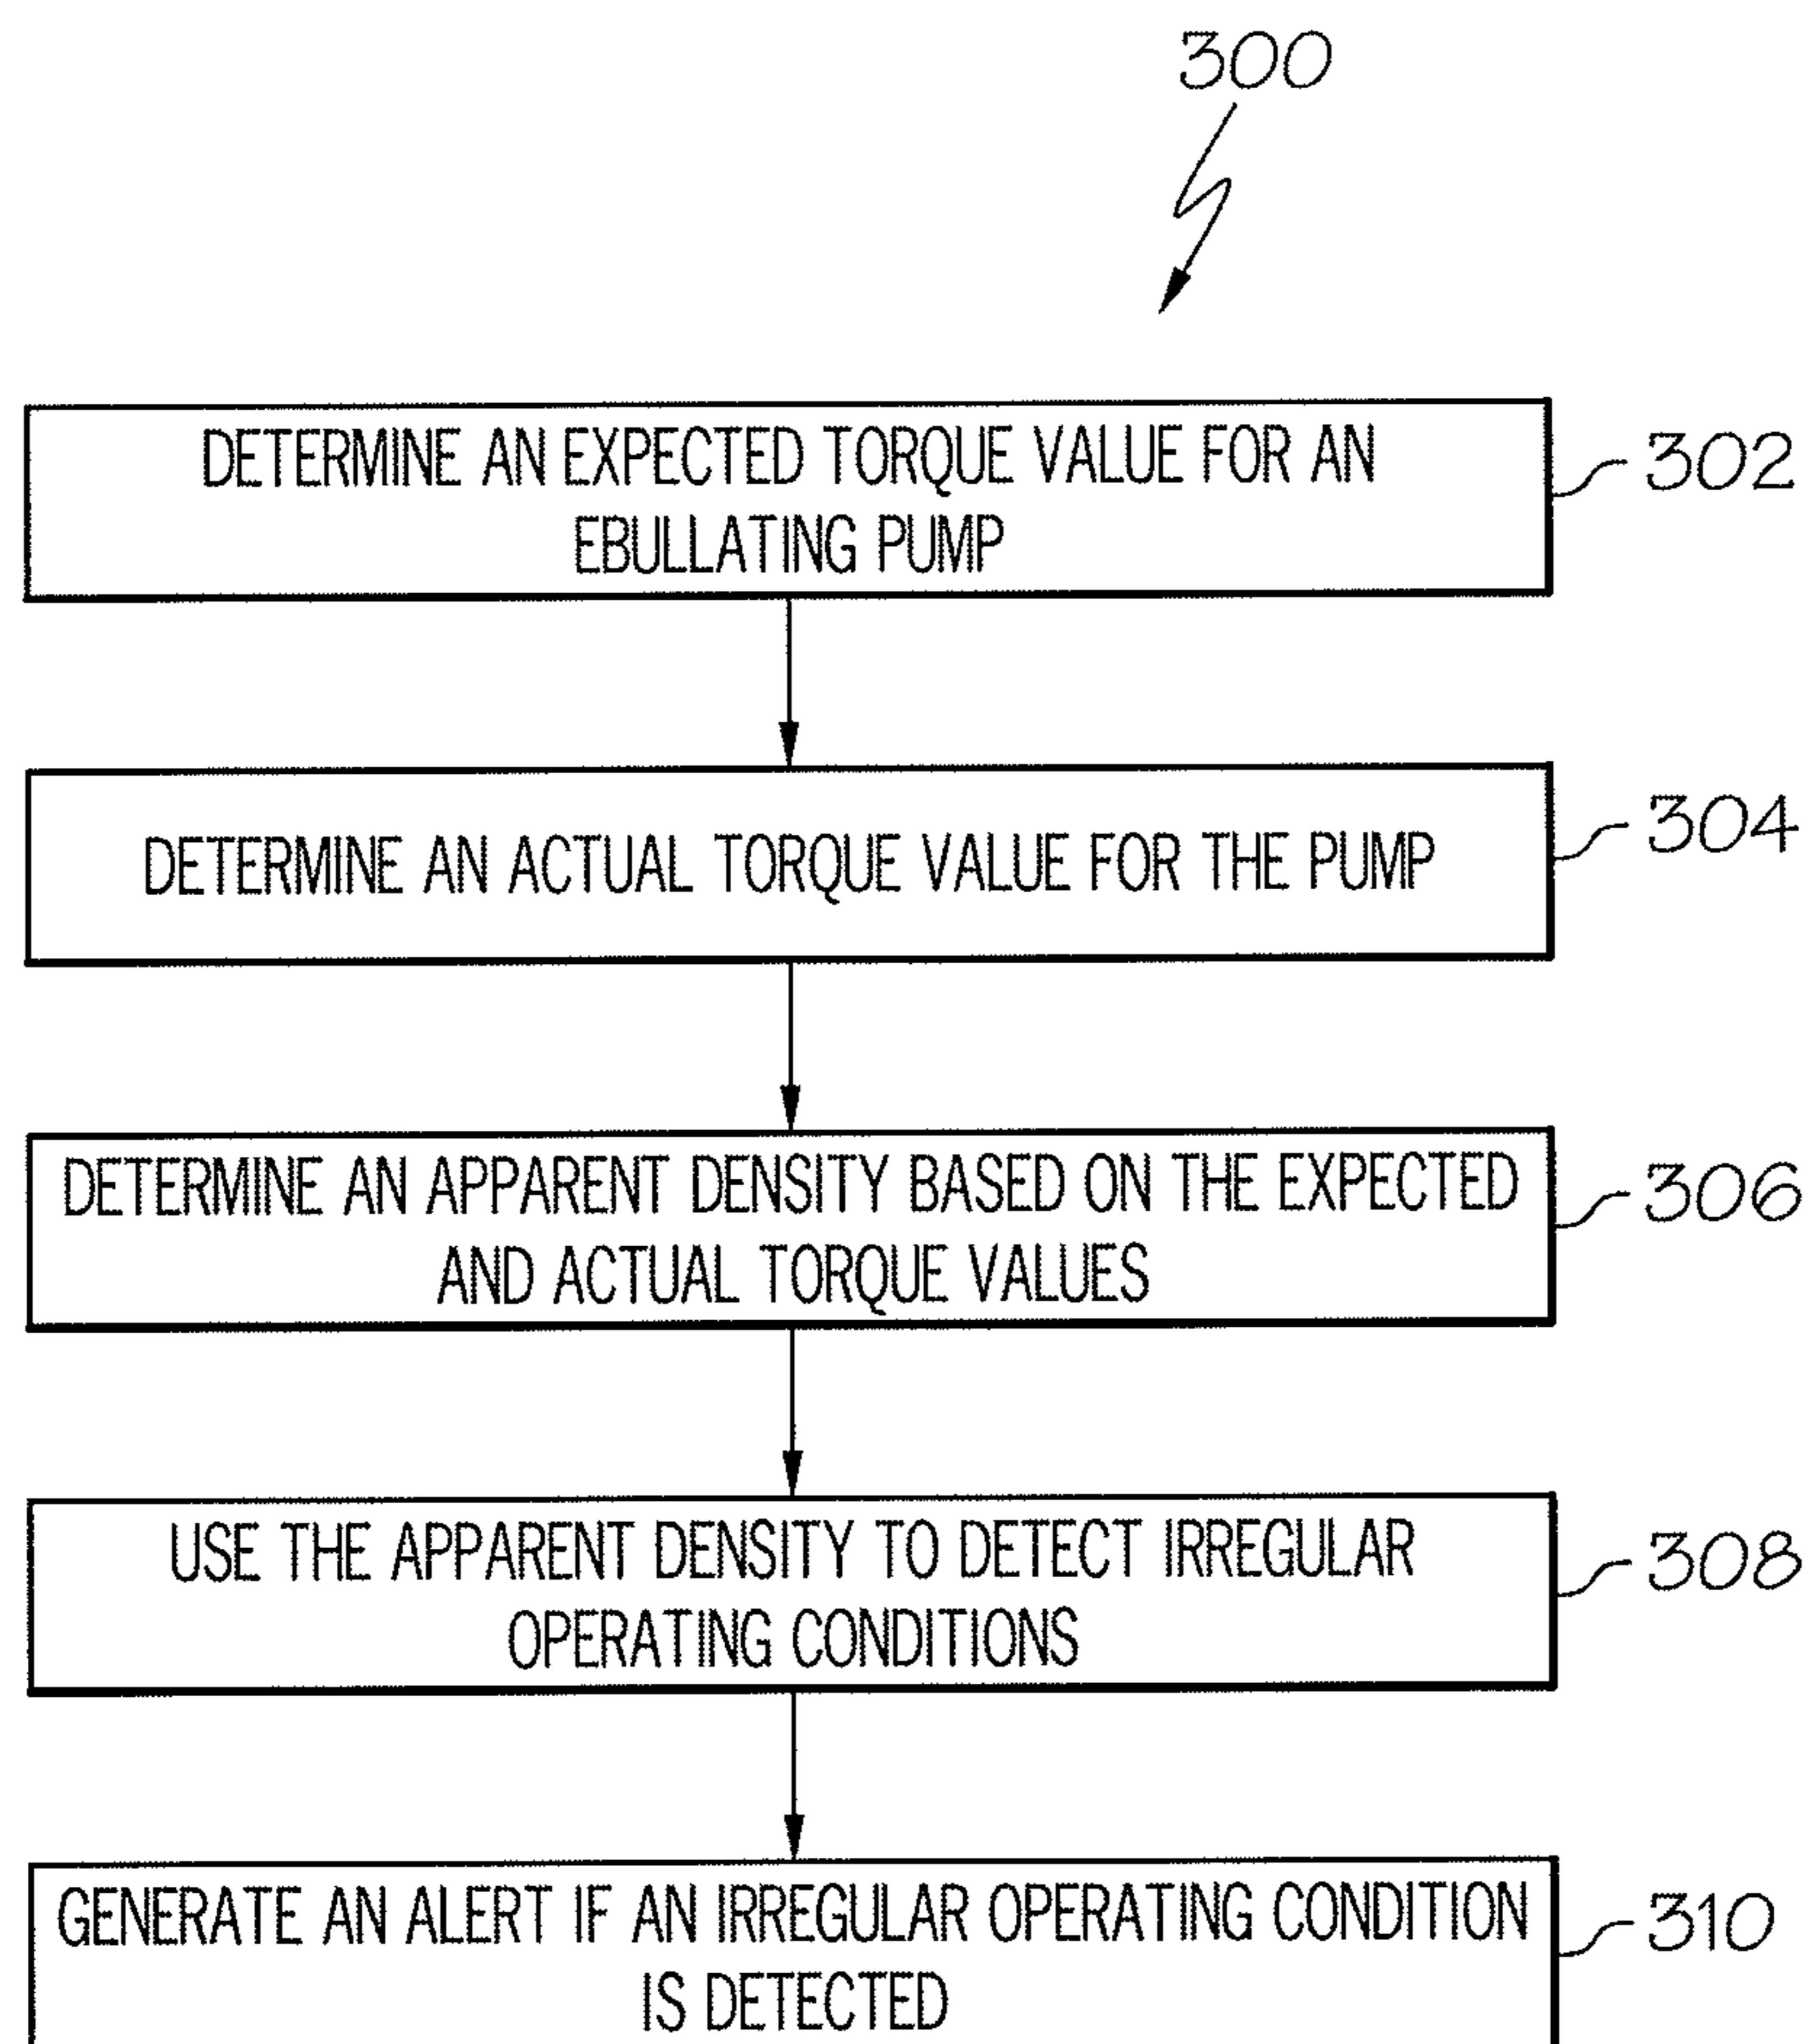 300
DETERMINE AN EXPECTED TORQUE VALUE FOR AN
EBULLATING PUMP
302
DETERMINE AN ACTUAL TORQUE VALUE FOR THE PUMP
304
DETERMINE AN APPARENT DENSITY BASED ON THE EXPECTED
AND ACTUAL TORQUE VALUES
306
USE THE APPARENT DENSITY TO DETECT IRREGULAR
OPERATING CONDITIONS
308
GENERATE AN ALERT IF AN IRREGULAR OPERATING CONDITION
IS DETECTED
310